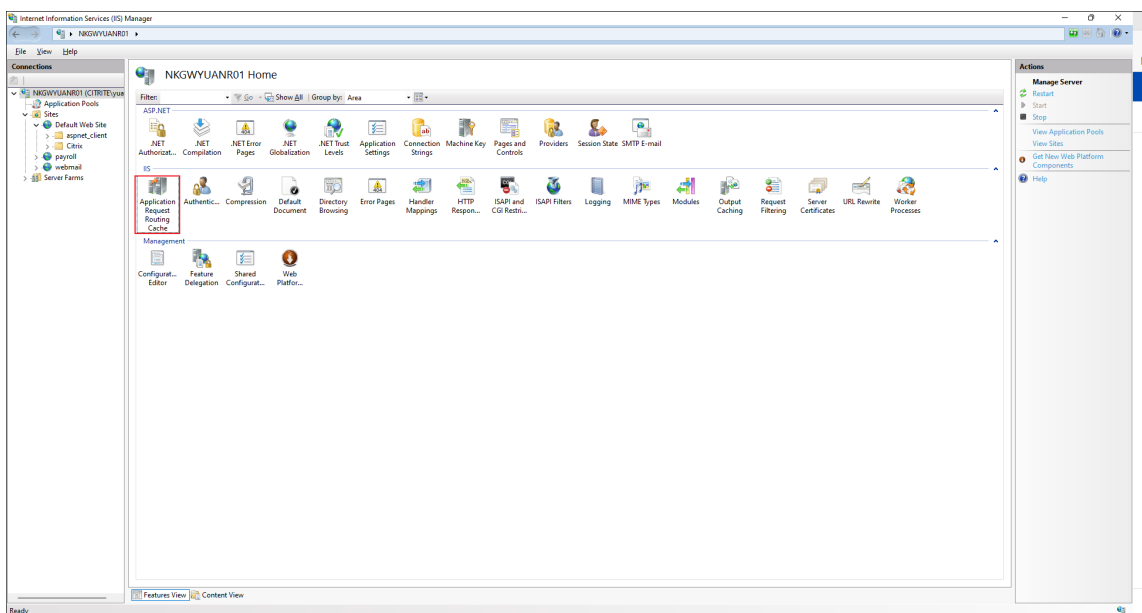 Internet Information Services (IIS) Manager
NKGWYUANR01
File View Help
Connections
NKGWYUANR01 (CITRITE\yua
Application Pools
Sites
Default Web Site
aspnet_client
Citrix
payroll
webmail
Server Farms
NKGWYUANR01 Home
Filter: Go Show All Group by: Area
ASP.NET
.NET Authorizat...
.NET Compilation
.NET Error Pages
.NET Globalization
.NET Trust Levels
Application Settings
Connection Strings
Machine Key
Pages and Controls
Providers
Session State
SMTP E-mail
IIS
Application Request Routing Cache
Authentic...
Compression
Default Document
Directory Browsing
Error Pages
Handler Mappings
HTTP Respon...
ISAPI and CGI Restri...
ISAPI Filters
Logging
MIME Types
Modules
Output Caching
Request Filtering
Server Certificates
URL Rewrite
Worker Processes
Management
Configurat... Editor
Feature Delegation
Shared Configurat...
Web Platfor...
Features View Content View
Ready
Actions
Manage Server
Restart
Start
Stop
View Application Pools
View Sites
Get New Web Platform
Components
Help